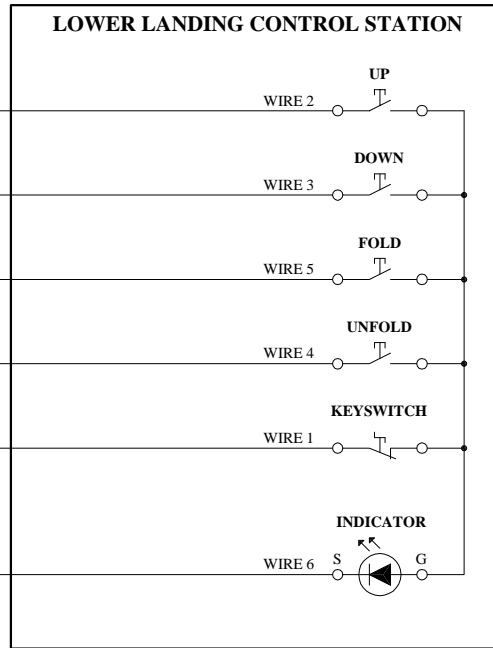 LOWER LANDING CONTROL STATION
UP
WIRE 2
DOWN
WIRE 3
FOLD
WIRE 5
UNFOLD
WIRE 4
KEYSWITCH
WIRE 1
INDICATOR
WIRE 6 S G